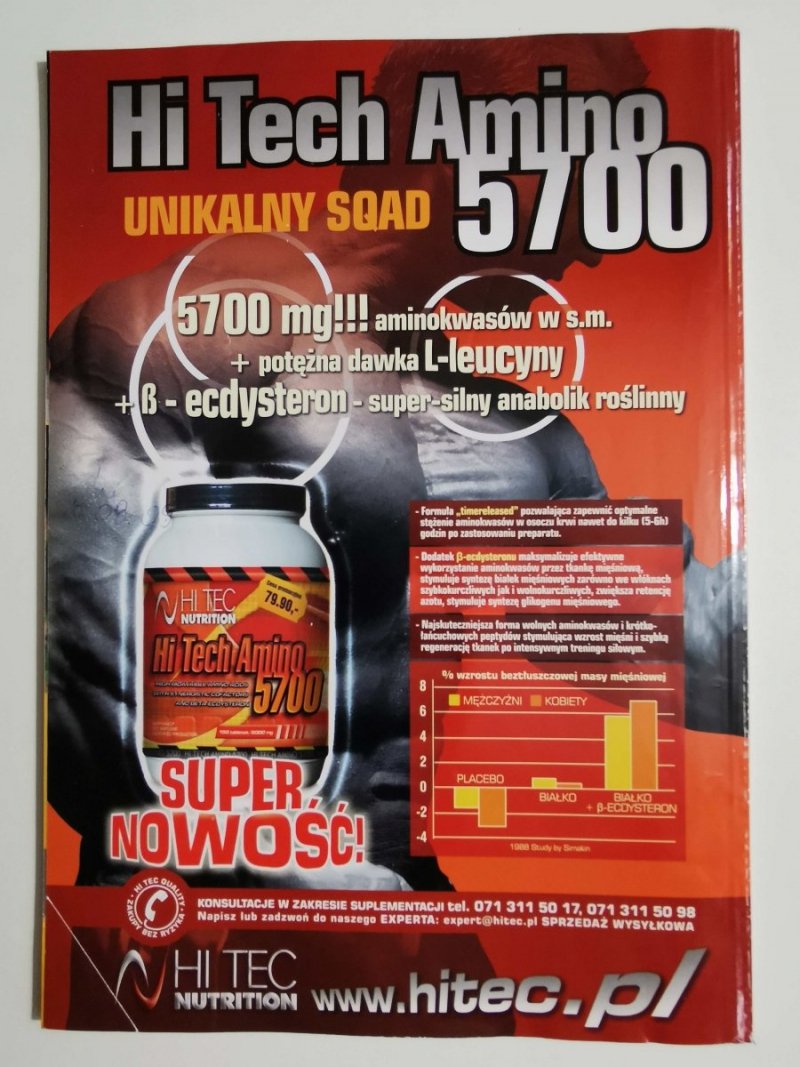 Hi Tech Amino
5700
UNIKALNY SQAD
5700 mg!!! aminokwasów w s.m.
+ potężna dawka L-leucyny
+ ß - ecdysteron - super-silny anabolik roślinny
- Formuła „timereleased" pozwalająca zapewnić optymalne
stężenie aminokwasów w osoczu krwi nawet do kilku (5-6h)
godzin po zastosowaniu preparatu.
- Dodatek β-ecdysteronu maksymalizuje efektywne
wykorzystanie aminokwasów przez tkankę mięśniową,
stymuluje syntezę białek mięśniowych zarówno we włóknach
szybkokurczliwych jak i wolnokurczliwych, zwiększa retencję
azotu, stymuluje syntezę glikogenu mięśniowego.
- Najskuteczniejsza forma wolnych aminokwasów i krótko-
łańcuchowych peptydów stymulująca wzrost mięśni i szybką
regenerację tkanek po intensywnym treningu siłowym.
% wzrostu beztłuszczowej masy mięśniowej
8
MĘŻCZYŹNI KOBIETY
6
4
2
0
-2
-4
PLACEBO
BIAŁKO
BIAŁKO
+ β-ECDYSTERON
1988 Study by Simakin
79.90,-
HI TEC
NUTRITION
Hi Tech Amino
5700
AND BETA-ECDYSTERON
SUPER
NOWOŚĆ!
HI TEC QUALITY
ZAKUPY BEZ RYZYKA
KONSULTACJE W ZAKRESIE SUPLEMENTACJI tel. 071 311 50 17, 071 311 50 98
Napisz lub zadzwoń do naszego EXPERTA: expert@hitec.pl SPRZEDAŻ WYSYŁKOWA
HI TEC
NUTRITION
www.hitec.pl